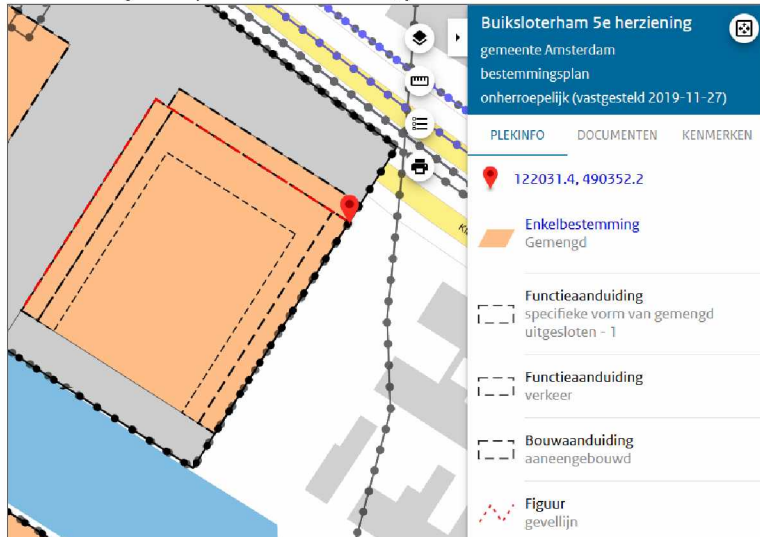 Buiksloterham 5e herziening
gemeente Amsterdam
bestemmingsplan
onherroepelijk (vastgesteld 2019-11-27)
PLEKINFO DOCUMENTEN KENMERKEN
122031.4, 490352.2
Enkelbestemming
Gemengd
Functieaanduiding
specifieke vorm van gemengd
uitgesloten - 1
Functieaanduiding
verkeer
Bouwaanduiding
aaneengebouwd
Figuur
gevellijn